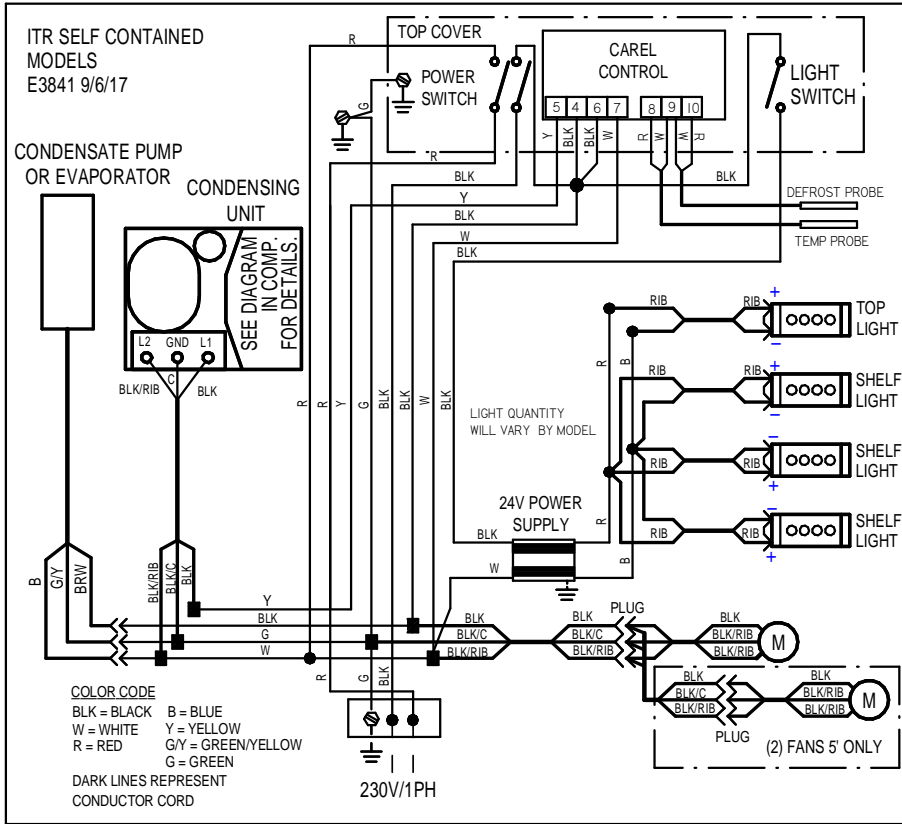 ITR SELF CONTAINED
MODELS
E3841 9/6/17
TOP COVER
POWER
SWITCH
CAREL
CONTROL
5 4 6 7 8 9 10
LIGHT
SWITCH
R
G
R
Y
BLK
BLK
W
R
W
W
R
BLK
BLK
Y
BLK
W
BLK
DEFROST PROBE
TEMP PROBE
CONDENSATE PUMP
OR EVAPORATOR
CONDENSING
UNIT
SEE DIAGRAM
IN COMP.
FOR DETAILS.
L2 GND L1
BLK/RIB
C
BLK
R
R
Y
G
BLK
BLK
W
BLK
LIGHT QUANTITY
WILL VARY BY MODEL
R
B
RIB
RIB
+
−
TOP
LIGHT
RIB
RIB
+
−
SHELF
LIGHT
RIB
RIB
−
+
SHELF
LIGHT
RIB
RIB
−
+
SHELF
LIGHT
24V POWER
SUPPLY
BLK
W
R
B
B
G/Y
BRW
BLK/RIB
BLK/C
BLK
Y
BLK
G
W
BLK
BLK/C
BLK/RIB
BLK
BLK/C
BLK/RIB
PLUG
BLK
BLK/RIB
BLK/RIB
M
BLK
BLK/C
BLK/RIB
PLUG
BLK
BLK/RIB
BLK/RIB
M
(2) FANS 5' ONLY
R
G
BLK
230V/1PH
COLOR CODE
BLK = BLACK B = BLUE
W = WHITE Y = YELLOW
R = RED G/Y = GREEN/YELLOW
G = GREEN
DARK LINES REPRESENT
CONDUCTOR CORD